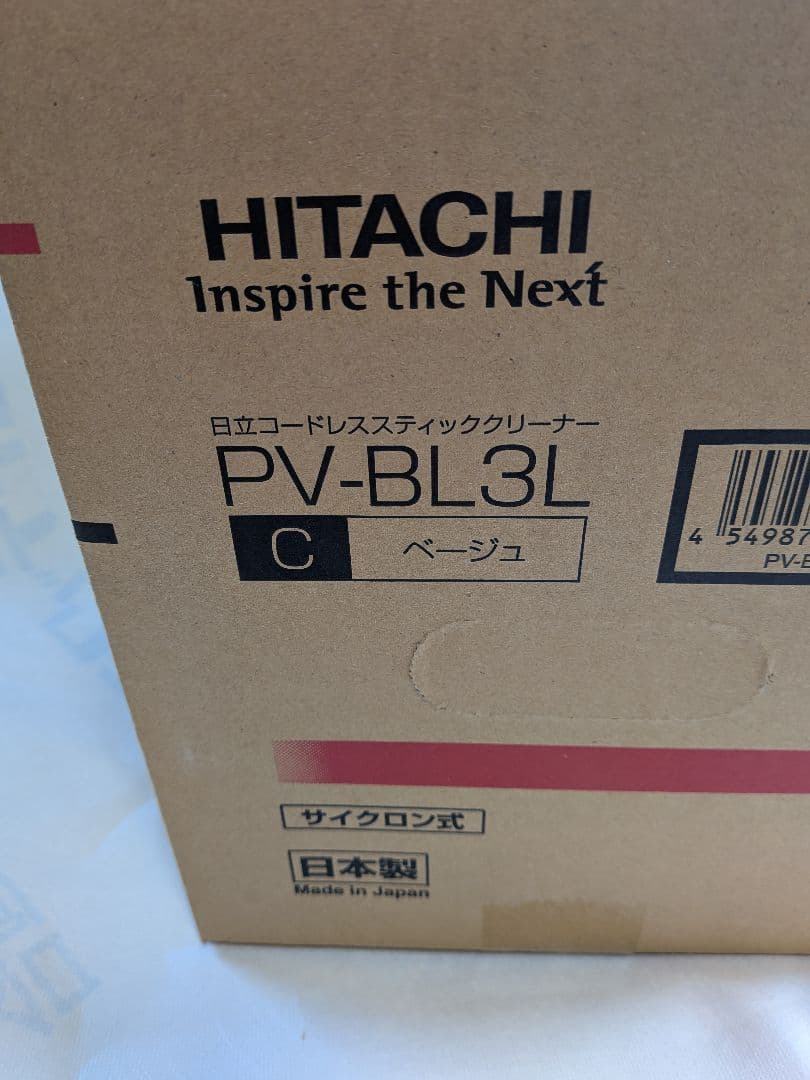 HITACHI
Inspire the Next
日立コードレススティッククリーナー
PV-BL3L
C ベージュ
4 54987
サイクロン式
日本製
Made in Japan